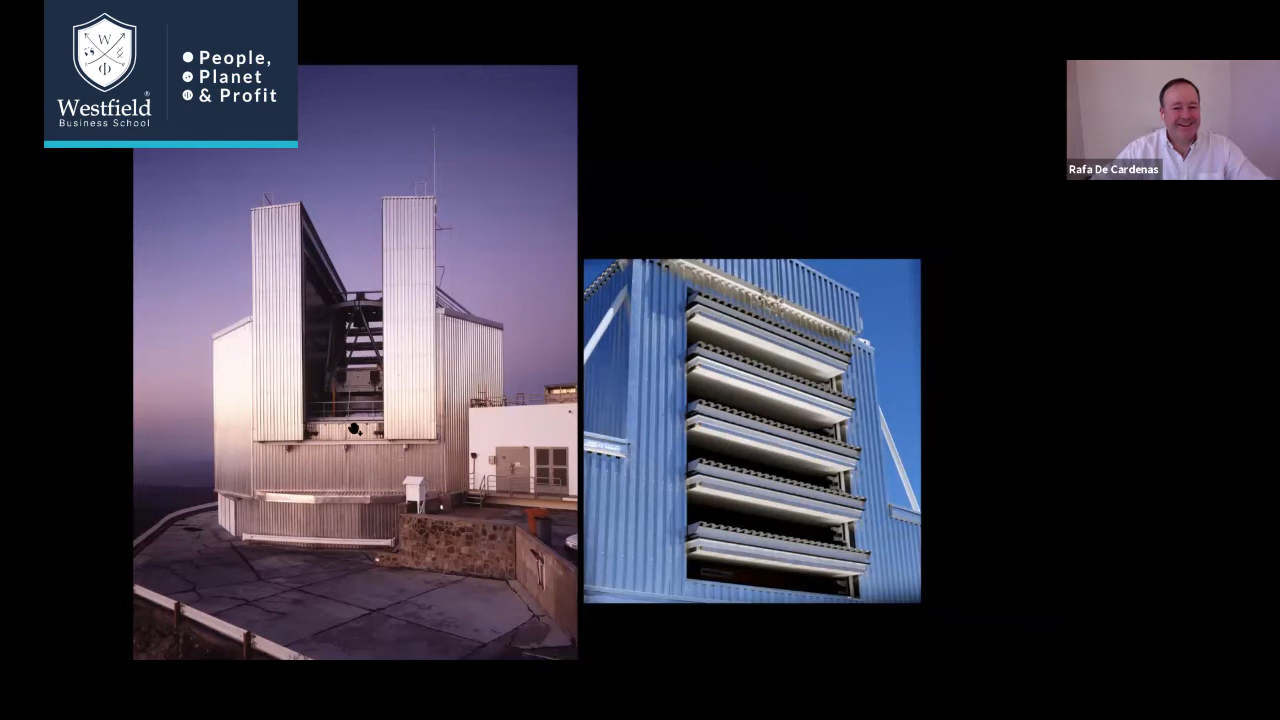 W
Φ
Westfield®
Business School
People,
Planet
& Profit
Rafa De Cardenas